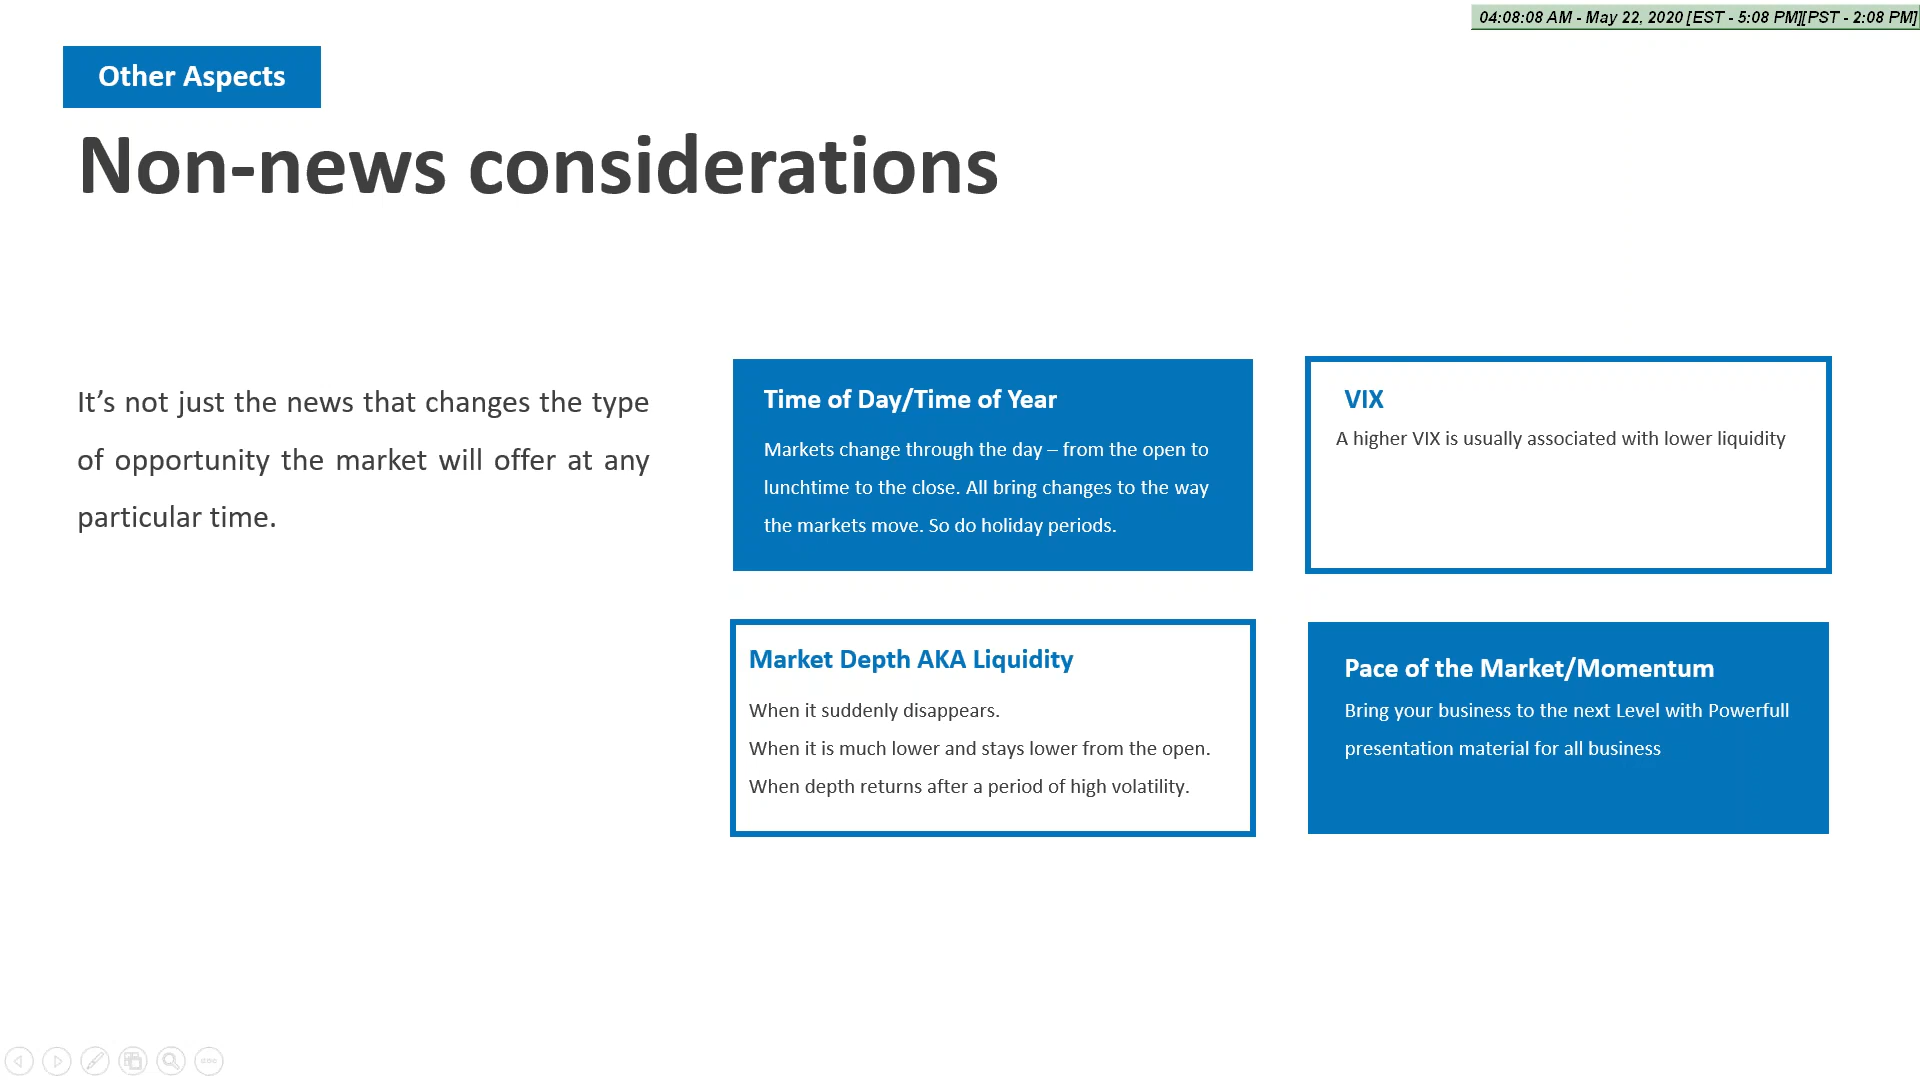 04:08:08 AM - May 22, 2020 [EST - 5:08 PM][PST - 2:08 PM]
Other Aspects
Non-news considerations
It’s not just the news that changes the type
of opportunity the market will offer at any
particular time.
Time of Day/Time of Year
Markets change through the day – from the open to
lunchtime to the close. All bring changes to the way
the markets move. So do holiday periods.
VIX
A higher VIX is usually associated with lower liquidity
Market Depth AKA Liquidity
When it suddenly disappears.
When it is much lower and stays lower from the open.
When depth returns after a period of high volatility.
Pace of the Market/Momentum
Bring your business to the next Level with Powerfull
presentation material for all business